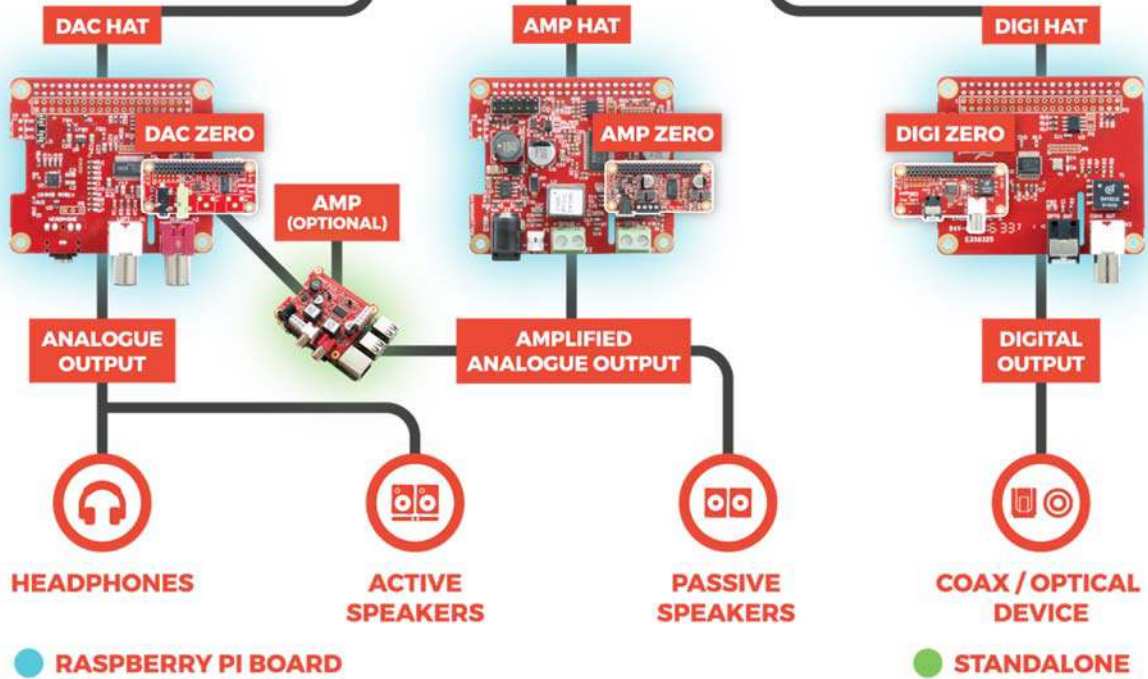 DAC HAT
AMP HAT
DIGI HAT
DAC ZERO
AMP ZERO
DIGI ZERO
AMP
(OPTIONAL)
HEADPHONE
ANALOGUE
OUTPUT
AMPLIFIED
ANALOGUE OUTPUT
DIGITAL
OUTPUT
HEADPHONES
ACTIVE
SPEAKERS
PASSIVE
SPEAKERS
COAX / OPTICAL
DEVICE
RASPBERRY PI BOARD
STANDALONE